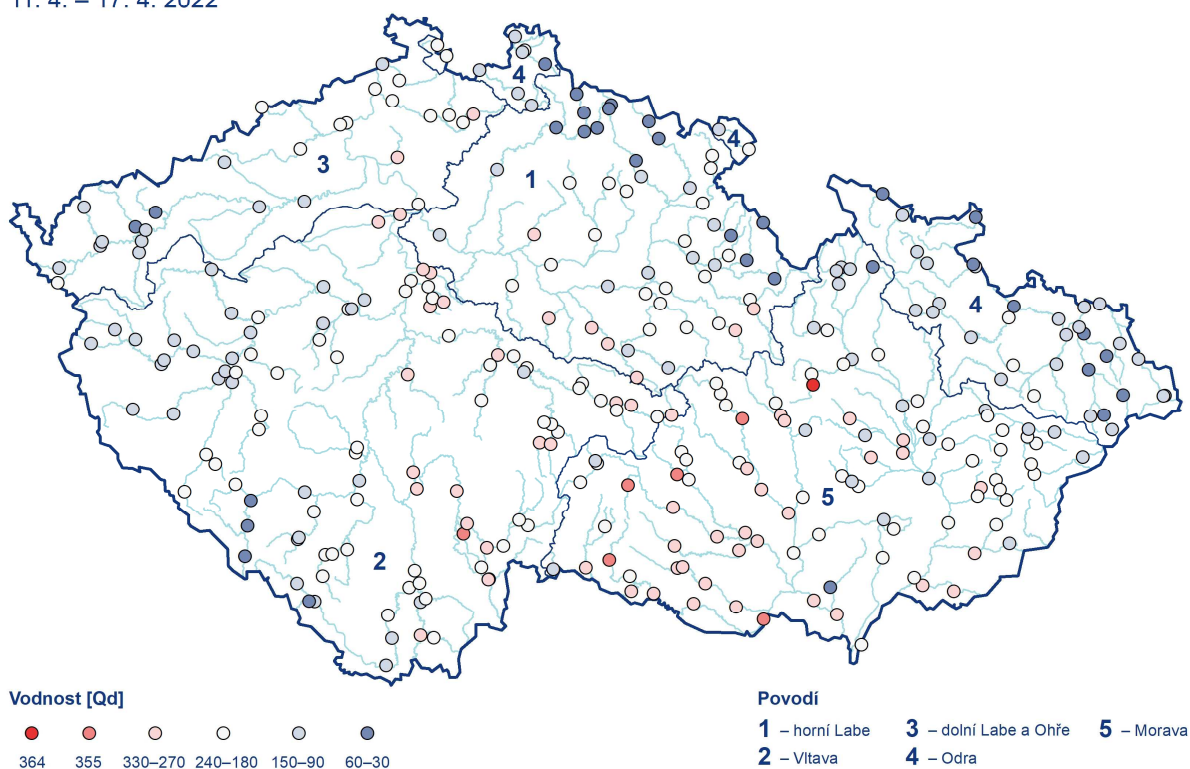 11. 4. – 17. 4. 2022
4
4
3
1
4
5
2
Vodnost [Qd]
364 355 330–270 240–180 150–90 60–30
Povodí
1 – horní Labe 3 – dolní Labe a Ohře 5 – Morava
2 – Vltava 4 – Odra